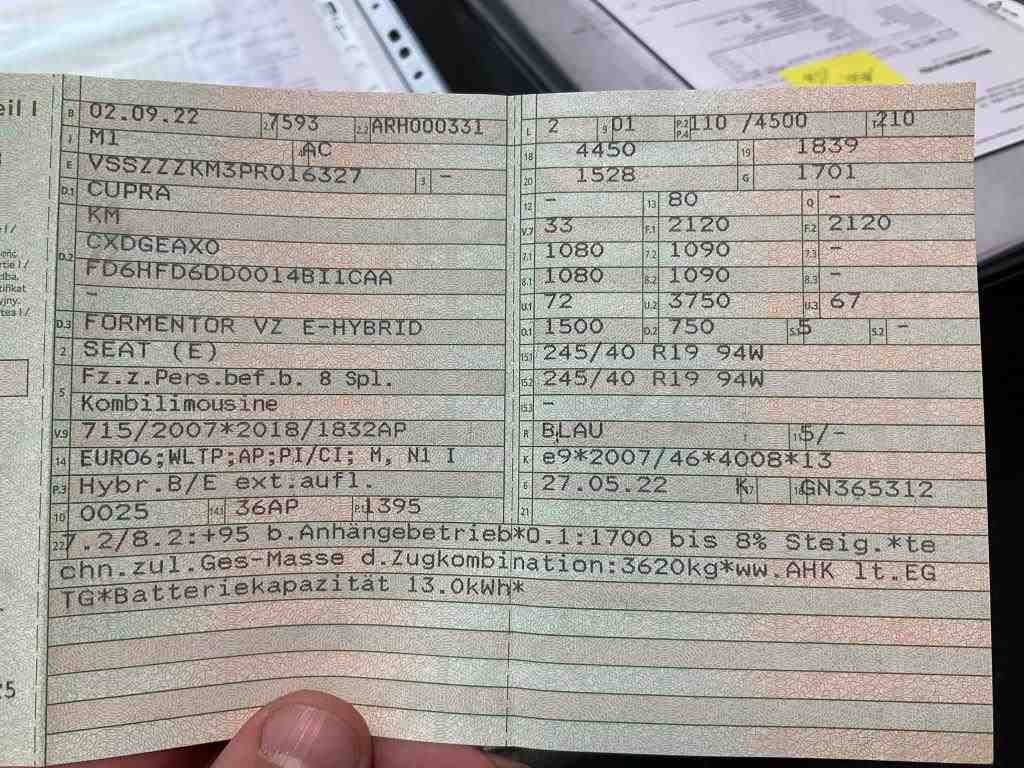 eil I
B 02.09.22 2.1 7593 2.2 ARH000331
J M1 4 AC
E VSSZZZKM3PR016327 3 -
D.1 CUPRA
KM
D.2 CXDGEAX0
FD6HFD6DD0014BI1CAA
-
D.3 FORMENTOR VZ E-HYBRID
2 SEAT (E)
5 Fz.z.Pers.bef.b. 8 Spl.
Kombilimousine
V.9 715/2007*2018/1832AP
14 EURO6;WLTP;AP;PI/CI; M, N1 I
P.3 Hybr.B/E ext.aufl.
10 0025 14.1 36AP P.1 1395
L 2 9 01 P.2 P.4 110 /4500 T 210
18 4450 19 1839
20 1528 G 1701
12 - 13 80 Q -
V.7 33 F.1 2120 F.2 2120
7.1 1080 7.2 1090 7.3 -
8.1 1080 8.2 1090 8.3 -
U.1 72 U.2 3750 U.3 67
O.1 1500 O.2 750 S.1 5 S.2 -
15.1 245/40 R19 94W
15.2 245/40 R19 94W
15.3 -
R BLAU 11 5/-
K e9*2007/46*4008*13
6 27.05.22 17 K 16 GN365312
21
22 7.2/8.2:+95 b.Anhängebetrieb*0.1:1700 bis 8% Steig.*te
chn.zul.Ges-Masse d.Zugkombination:3620kg*ww.AHK lt.EG
TG*Batteriekapazität 13.0kWh*